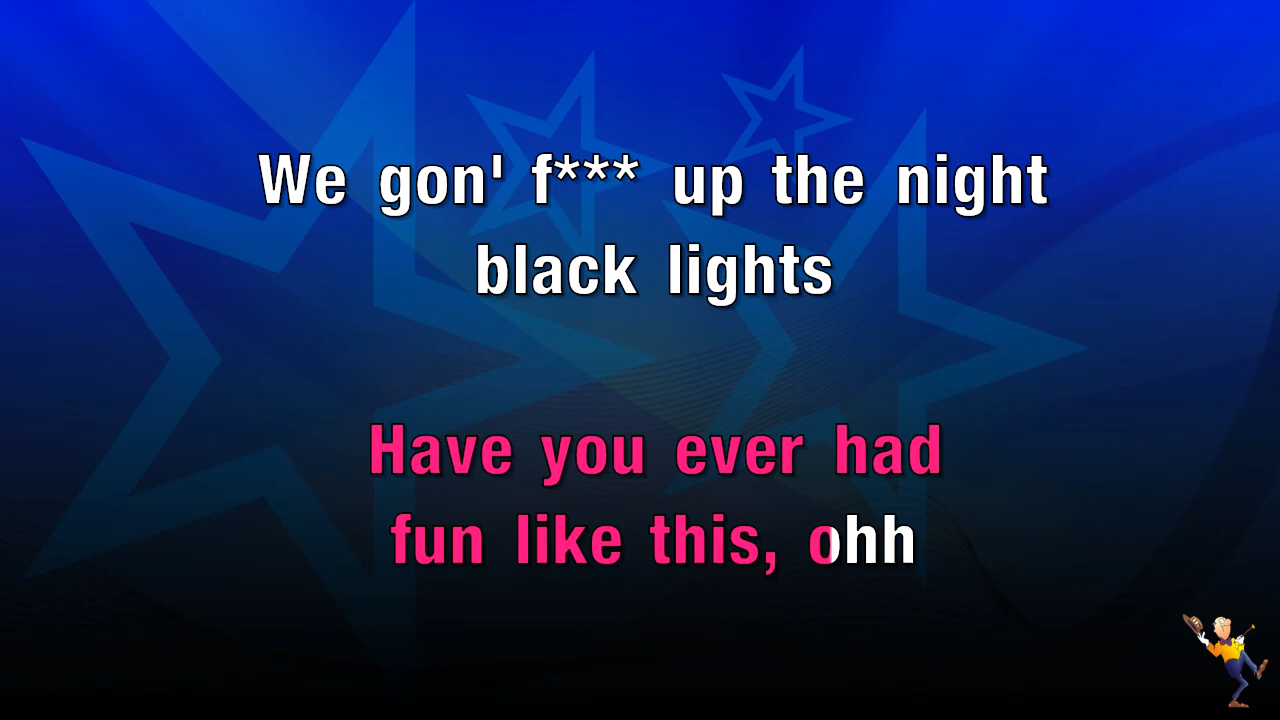 We gon' f*** up the night
black lights
Have you ever had
fun like this, ohh